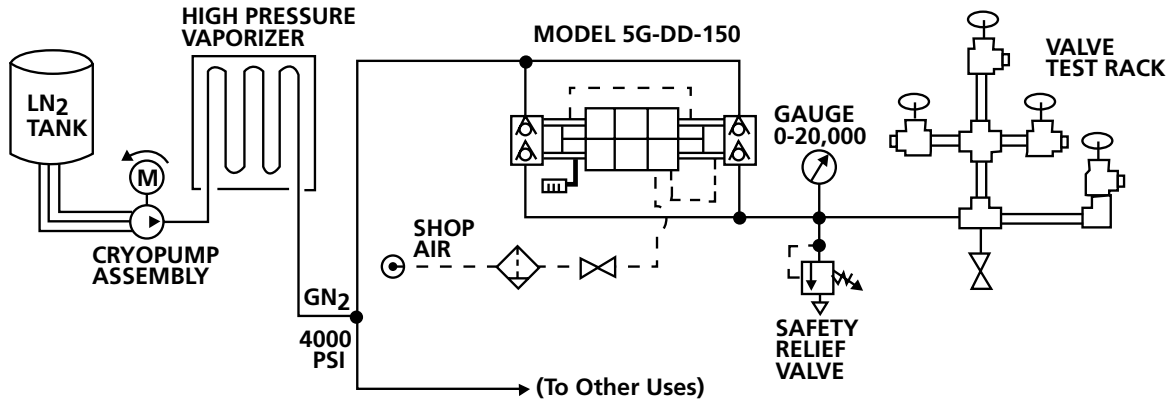 HIGH PRESSURE
VAPORIZER
MODEL 5G-DD-150
VALVE
TEST RACK
LN2
TANK
GAUGE
0-20,000
M
CRYOPUMP
ASSEMBLY
SHOP
AIR
GN2
4000
PSI
SAFETY
RELIEF
VALVE
(To Other Uses)